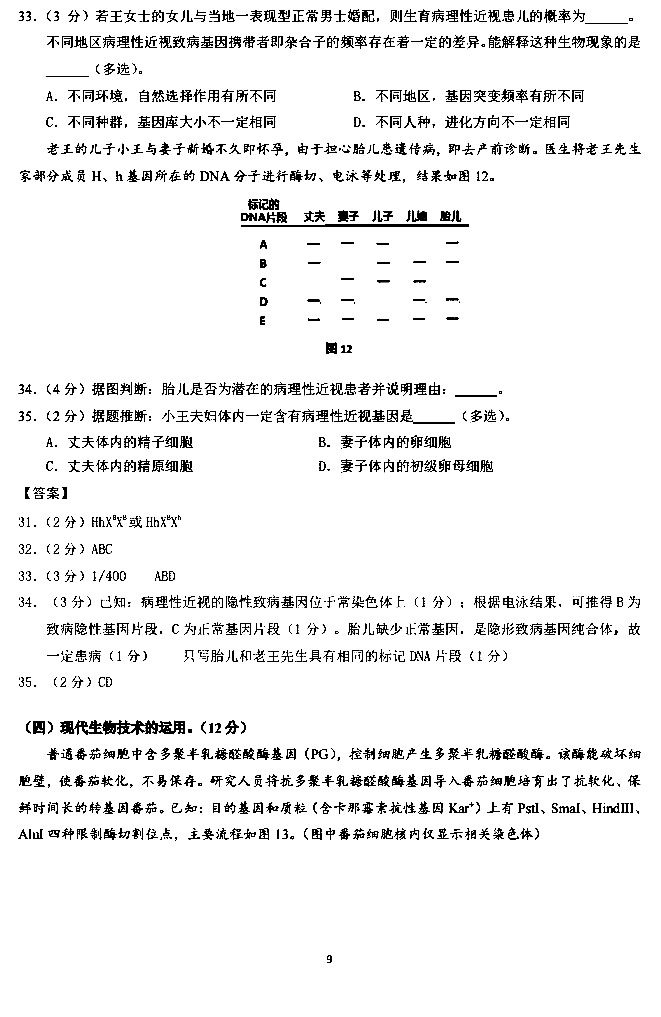 33.（3 分）若王女士的女儿与当地一表现型正常男士婚配，则生育病理性近视患儿的概率为______。
不同地区病理性近视致病基因携带者即杂合子的频率存在着一定的差异。能解释这种生物现象的是
______（多选）。
A．不同环境，自然选择作用有所不同 B．不同地区，基因突变频率有所不同
C．不同种群，基因库大小不一定相同 D．不同人种，进化方向不一定相同
老王的儿子小王与妻子新婚不久即怀孕，由于担心胎儿患遗传病，即去产前诊断。医生将老王先生
家部分成员 H、h 基因所在的 DNA 分子进行酶切、电泳等处理，结果如图 12。
标记的
DNA片段 丈夫 妻子 儿子 儿媳 胎儿
A
B
C
D
E
图 12
34.（4 分）据图判断：胎儿是否为潜在的病理性近视患者并说明理由：______。
35.（2 分）据题推断：小王夫妇体内一定含有病理性近视基因是______（多选）。
A．丈夫体内的精子细胞 B．妻子体内的卵细胞
C．丈夫体内的精原细胞 D．妻子体内的初级卵母细胞
【答案】
31.（2 分）HhXᴮXᴮ或 HhXᴮXᵇ
32.（2 分）ABC
33.（3 分）1/400 ABD
34. （3 分）已知：病理性近视的隐性致病基因位于常染色体上（1 分）；根据电泳结果，可推得 B 为
致病隐性基因片段，C 为正常基因片段（1 分）。胎儿缺少正常基因，是隐形致病基因纯合体，故
一定患病（1 分） 只写胎儿和老王先生具有相同的标记 DNA 片段（1 分）
35. （2 分）CD
（四）现代生物技术的运用。（12 分）
普通番茄细胞中含多聚半乳糖醛酸酶基因（PG），控制细胞产生多聚半乳糖醛酸酶。该酶能破坏细
胞壁，使番茄软化，不易保存。研究人员将抗多聚半乳糖醛酸酶基因导入番茄细胞培育出了抗软化、保
鲜时间长的转基因番茄。已知：目的基因和质粒（含卡那霉素抗性基因 Kar⁺）上有 PstI、SmaI、HindIII、
AluI 四种限制酶切割位点，主要流程如图 13。（图中番茄细胞核内仅显示相关染色体）
9